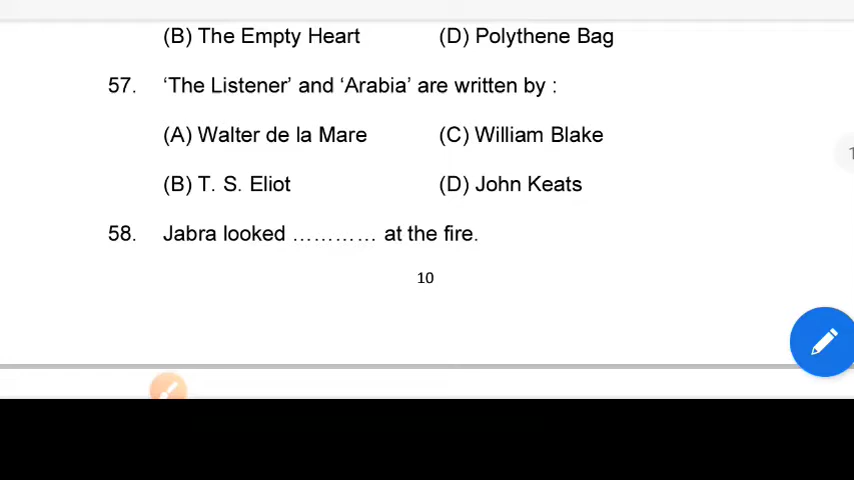 (B) The Empty Heart (D) Polythene Bag
57. ‘The Listener’ and ‘Arabia’ are written by :
(A) Walter de la Mare (C) William Blake
(B) T. S. Eliot (D) John Keats
58. Jabra looked ………… at the fire.
10
1